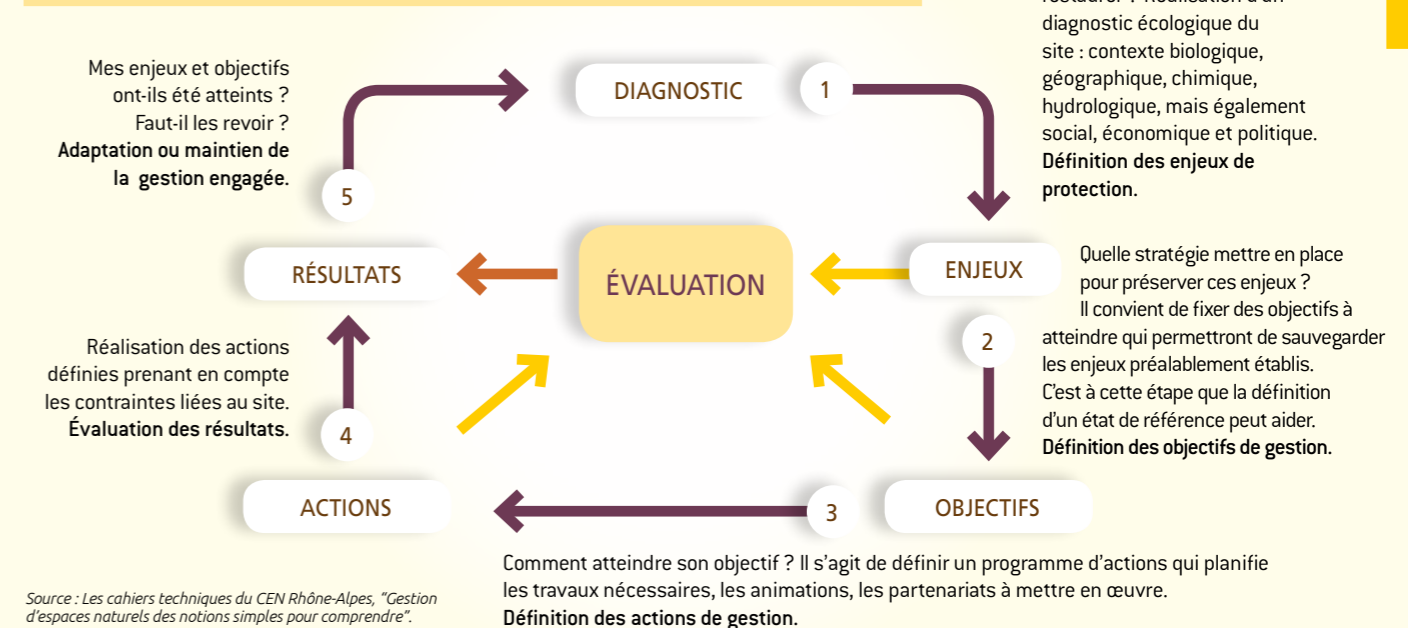 restaurer ? Réalisation d'un
diagnostic écologique du
site : contexte biologique,
géographique, chimique,
hydrologique, mais également
social, économique et politique.
Définition des enjeux de
protection.
Mes enjeux et objectifs
ont-ils été atteints ?
Faut-il les revoir ?
Adaptation ou maintien de
la gestion engagée.
DIAGNOSTIC
1
5
RÉSULTATS
ÉVALUATION
ENJEUX
Quelle stratégie mettre en place
pour préserver ces enjeux ?
Il convient de fixer des objectifs à
atteindre qui permettront de sauvegarder
les enjeux préalablement établis.
C'est à cette étape que la définition
d'un état de référence peut aider.
Définition des objectifs de gestion.
2
Réalisation des actions
définies prenant en compte
les contraintes liées au site.
Évaluation des résultats.
4
ACTIONS
3
OBJECTIFS
Comment atteindre son objectif ? Il s'agit de définir un programme d'actions qui planifie
les travaux nécessaires, les animations, les partenariats à mettre en œuvre.
Définition des actions de gestion.
Source : Les cahiers techniques du CEN Rhône-Alpes, "Gestion
d'espaces naturels des notions simples pour comprendre".